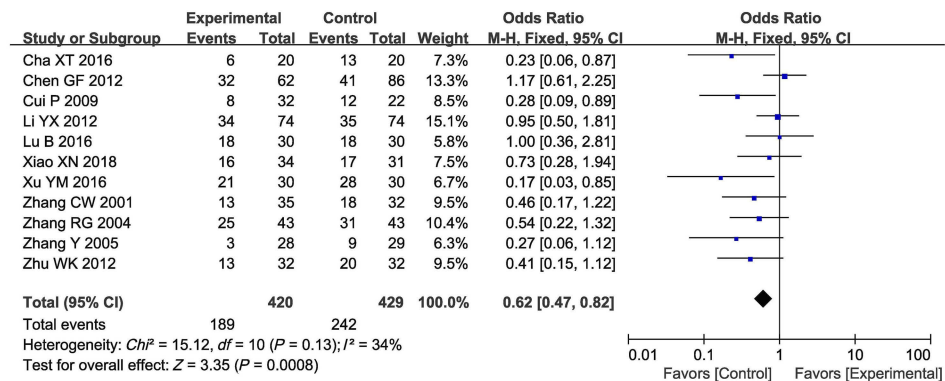 Experimental Control Odds Ratio Odds Ratio
Study or Subgroup Events Total Events Total Weight M-H, Fixed, 95% CI M-H, Fixed, 95% CI
Cha XT 2016 6 20 13 20 7.3% 0.23 [0.06, 0.87]
Chen GF 2012 32 62 41 86 13.3% 1.17 [0.61, 2.25]
Cui P 2009 8 32 12 22 8.5% 0.28 [0.09, 0.89]
Li YX 2012 34 74 35 74 15.1% 0.95 [0.50, 1.81]
Lu B 2016 18 30 18 30 5.8% 1.00 [0.36, 2.81]
Xiao XN 2018 16 34 17 31 7.5% 0.73 [0.28, 1.94]
Xu YM 2016 21 30 28 30 6.7% 0.17 [0.03, 0.85]
Zhang CW 2001 13 35 18 32 9.5% 0.46 [0.17, 1.22]
Zhang RG 2004 25 43 31 43 10.4% 0.54 [0.22, 1.32]
Zhang Y 2005 3 28 9 29 6.3% 0.27 [0.06, 1.12]
Zhu WK 2012 13 32 20 32 9.5% 0.41 [0.15, 1.12]
Total (95% CI) 420 429 100.0% 0.62 [0.47, 0.82]
Total events 189 242
Heterogeneity: Chi² = 15.12, df = 10 (P = 0.13); I² = 34%
Test for overall effect: Z = 3.35 (P = 0.0008)
0.01 0.1 1 10 100
Favors [Control] Favors [Experimental]